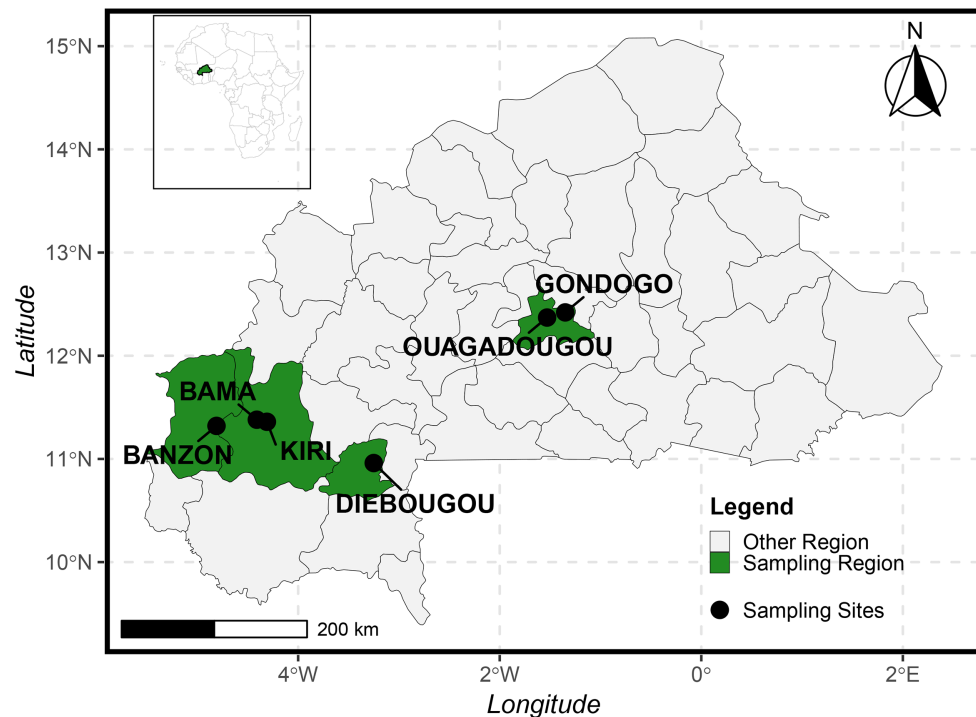 N
15°N
14°N
13°N
12°N
11°N
10°N
Latitude
GONDOGO
OUAGADOUGOU
BAMA
BANZON
KIRI
DIEBOUGOU
Legend
Other Region
Sampling Region
Sampling Sites
200 km
4°W
2°W
0°
2°E
Longitude